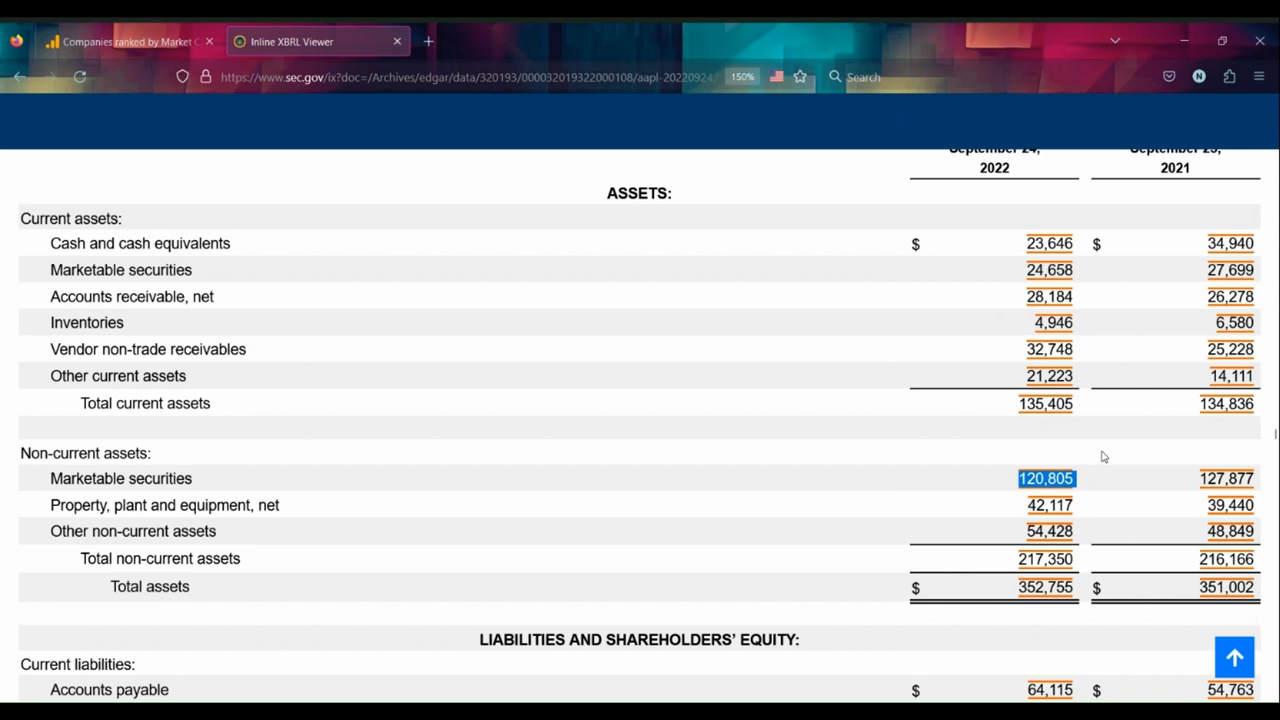 Companies ranked by Market C
Inline XBRL Viewer
https://www.sec.gov/ix?doc=/Archives/edgar/data/320193/000032019322000108/aapl-20220924.
150%
Search
N
September 24, September 25,
2022 2021
ASSETS:
Current assets:
Cash and cash equivalents $ 23,646 $ 34,940
Marketable securities 24,658 27,699
Accounts receivable, net 28,184 26,278
Inventories 4,946 6,580
Vendor non-trade receivables 32,748 25,228
Other current assets 21,223 14,111
Total current assets 135,405 134,836
Non-current assets:
Marketable securities 120,805 127,877
Property, plant and equipment, net 42,117 39,440
Other non-current assets 54,428 48,849
Total non-current assets 217,350 216,166
Total assets $ 352,755 $ 351,002
LIABILITIES AND SHAREHOLDERS’ EQUITY:
Current liabilities:
Accounts payable $ 64,115 $ 54,763